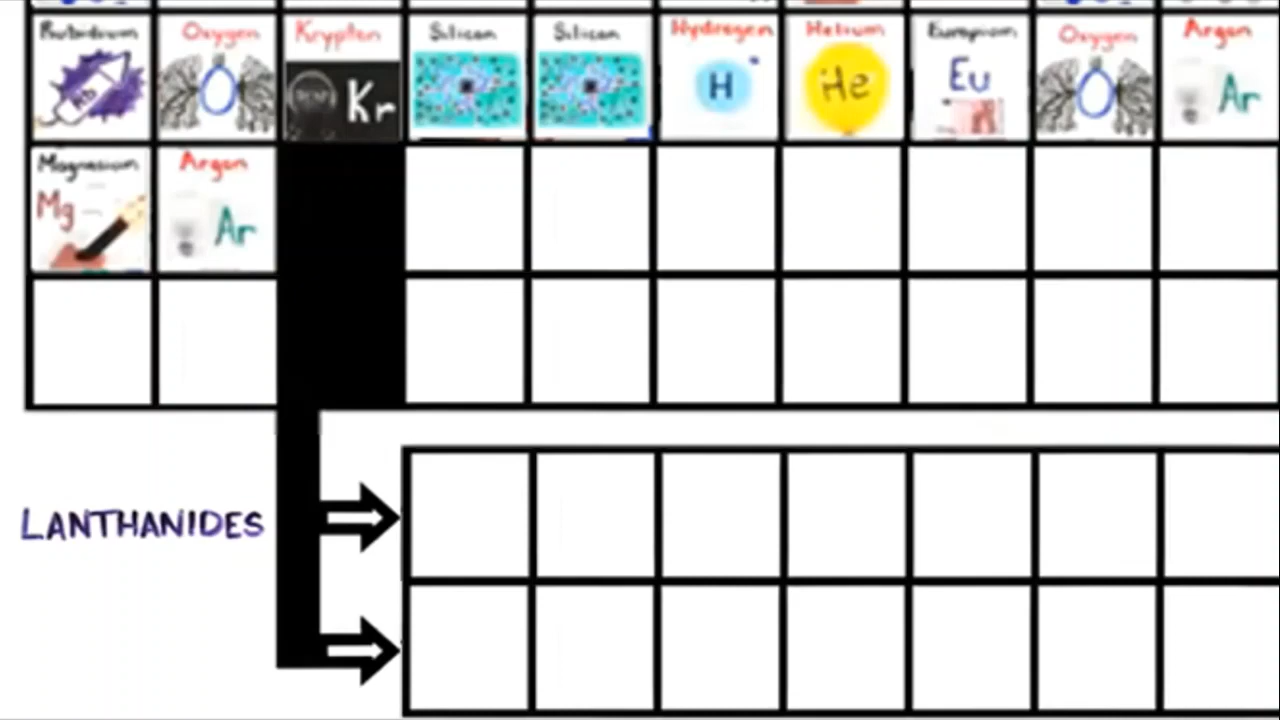 Rubidium Oxygen Krypton Silicon Silicon Hydrogen Helium Europium Oxygen Argon
Rb Kr H He Eu Ar
Magnesium Argon
Mg Ar
LANTHANIDES